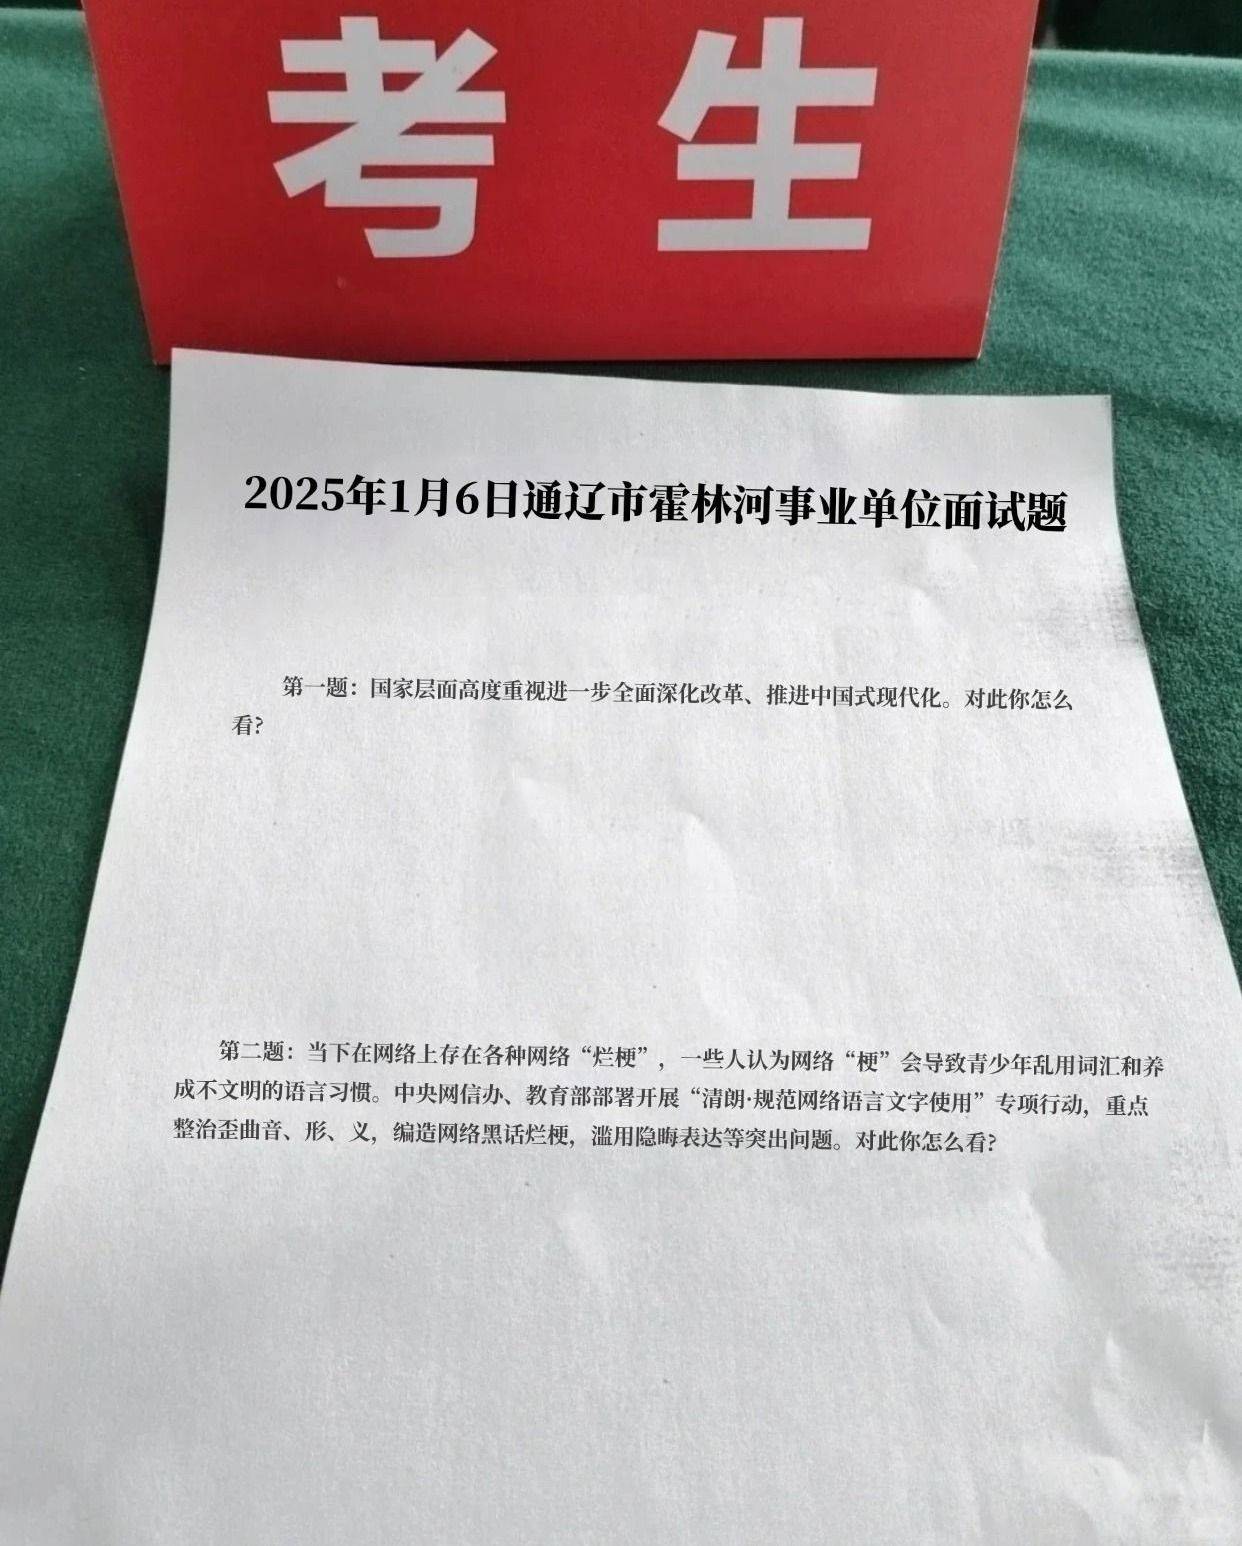 考生
2025年1月6日通辽市霍林河事业单位面试题
第一题：国家层面高度重视进一步全面深化改革、推进中国式现代化。对此你怎么
看?
第二题：当下在网络上存在各种网络“烂梗”，一些人认为网络“梗”会导致青少年乱用词汇和养
成不文明的语言习惯。中央网信办、教育部部署开展“清朗·规范网络语言文字使用”专项行动，重点
整治歪曲音、形、义，编造网络黑话烂梗，滥用隐晦表达等突出问题。对此你怎么看?